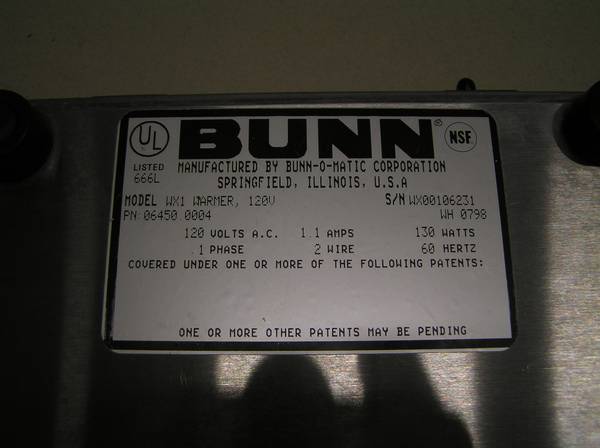 UL
LISTED
666L
BUNN®
NSF®
MANUFACTURED BY BUNN-O-MATIC CORPORATION
SPRINGFIELD, ILLINOIS, U.S.A
MODEL WX1 WARMER, 120V S/N WX00106231
PN 06450.0004 WH 0798
120 VOLTS A.C. 1.1 AMPS 130 WATTS
1 PHASE 2 WIRE 60 HERTZ
COVERED UNDER ONE OR MORE OF THE FOLLOWING PATENTS:
ONE OR MORE OTHER PATENTS MAY BE PENDING